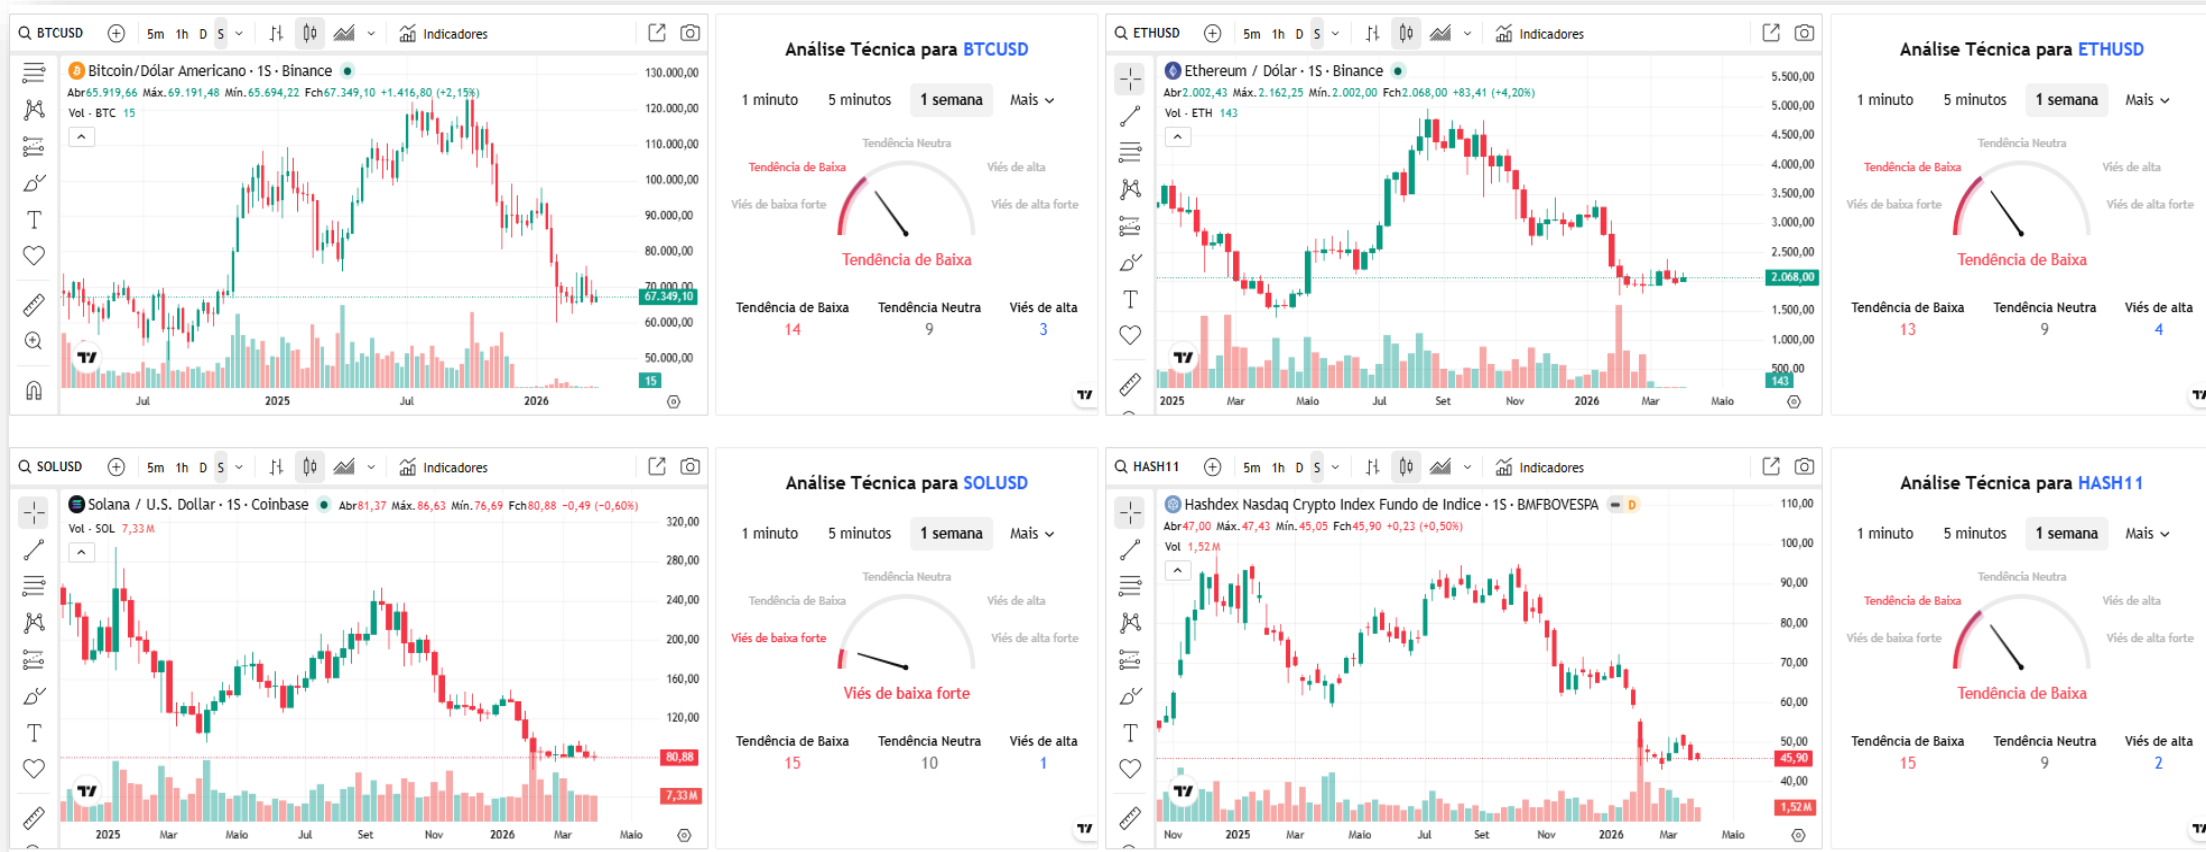 BTCUSD 5m 1h D S Indicadores
Bitcoin/Dólar Americano · 1S · Binance
Abr65.919,66 Máx.69.191,48 Mín.65.694,22 Fch67.349,10 +1.416,80 (+2,15%)
Vol · BTC 15
130.000,00
120.000,00
110.000,00
100.000,00
90.000,00
80.000,00
70.000,00
67.349,10
60.000,00
50.000,00
15
Jul 2025 Jul 2026
Análise Técnica para BTCUSD
1 minuto 5 minutos 1 semana Mais
Tendência Neutra
Tendência de Baixa Viés de alta
Viés de baixa forte Viés de alta forte
Tendência de Baixa
Tendência de Baixa Tendência Neutra Viés de alta
14 9 3
ETHUSD 5m 1h D S Indicadores
Ethereum / Dólar · 1S · Binance
Abr2.002,43 Máx.2.162,25 Mín.2.002,00 Fch2.068,00 +83,41 (+4,20%)
Vol · ETH 143
5.500,00
5.000,00
4.500,00
4.000,00
3.500,00
3.000,00
2.500,00
2.068,00
1.500,00
1.000,00
500,00
143
2025 Mar Maio Jul Set Nov 2026 Mar Maio
Análise Técnica para ETHUSD
1 minuto 5 minutos 1 semana Mais
Tendência Neutra
Tendência de Baixa Viés de alta
Viés de baixa forte Viés de alta forte
Tendência de Baixa
Tendência de Baixa Tendência Neutra Viés de alta
13 9 4
SOLUSD 5m 1h D S Indicadores
Solana / U.S. Dollar · 1S · Coinbase Abr81,37 Máx.86,63 Mín.76,69 Fch80,88 −0,49 (−0,60%)
Vol · SOL 7,33M
320,00
280,00
240,00
200,00
160,00
120,00
80,88
7,33M
2025 Mar Maio Jul Set Nov 2026 Mar Maio
Análise Técnica para SOLUSD
1 minuto 5 minutos 1 semana Mais
Tendência Neutra
Tendência de Baixa Viés de alta
Viés de baixa forte Viés de alta forte
Viés de baixa forte
Tendência de Baixa Tendência Neutra Viés de alta
15 10 1
HASH11 5m 1h D S Indicadores
Hashdex Nasdaq Crypto Index Fundo de Indice · 1S · BMFBOVESPA D
Abr47,00 Máx.47,43 Mín.45,05 Fch45,90 +0,23 (+0,50%)
Vol 1,52M
110,00
100,00
90,00
80,00
70,00
60,00
50,00
45,90
40,00
1,52M
Nov 2025 Mar Maio Jul Set Nov 2026 Mar Maio
Análise Técnica para HASH11
1 minuto 5 minutos 1 semana Mais
Tendência Neutra
Tendência de Baixa Viés de alta
Viés de baixa forte Viés de alta forte
Tendência de Baixa
Tendência de Baixa Tendência Neutra Viés de alta
15 9 2